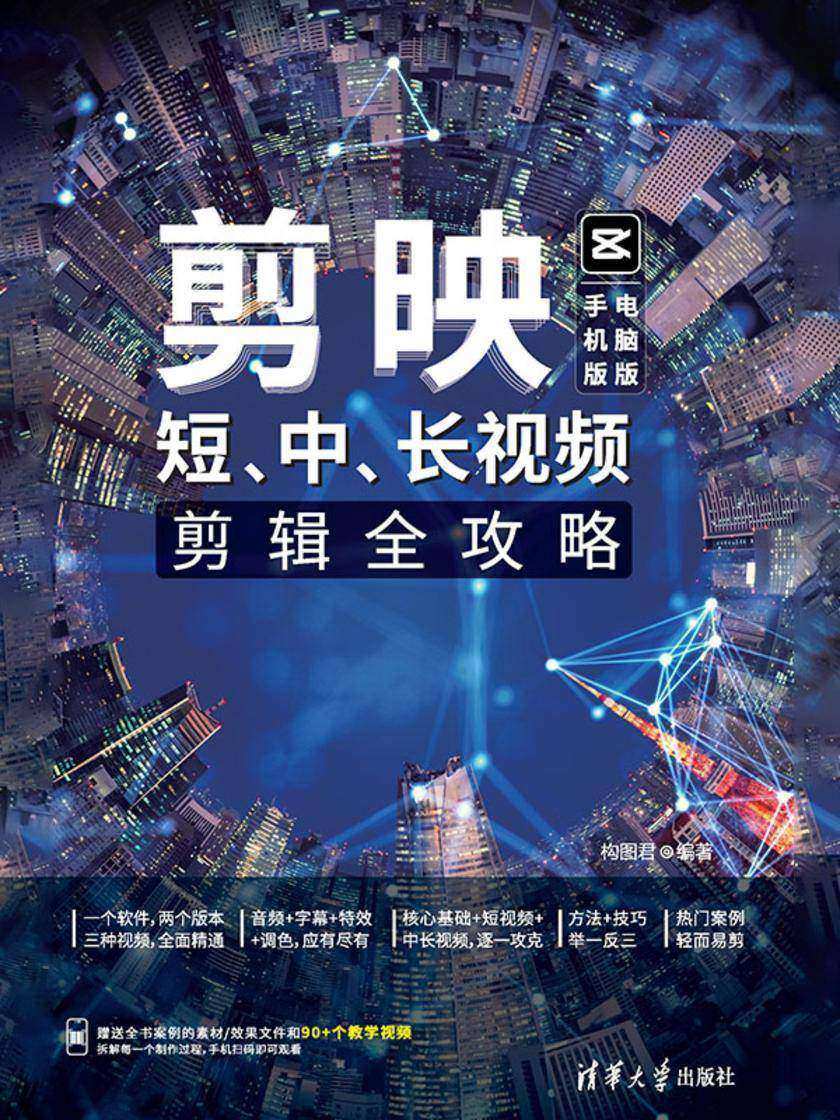 剪映
手机版
电脑版
短、中、长视频
剪辑全攻略
构图君◎编著
一个软件,两个版本
三种视频,全面精通
音频+字幕+特效
+调色,应有尽有
核心基础+短视频+
中长视频,逐一攻克
方法+技巧
举一反三
热门案例
轻而易剪
赠送全书案例的素材/效果文件和90+个教学视频
拆解每一个制作过程,手机扫码即可观看
清华大学出版社